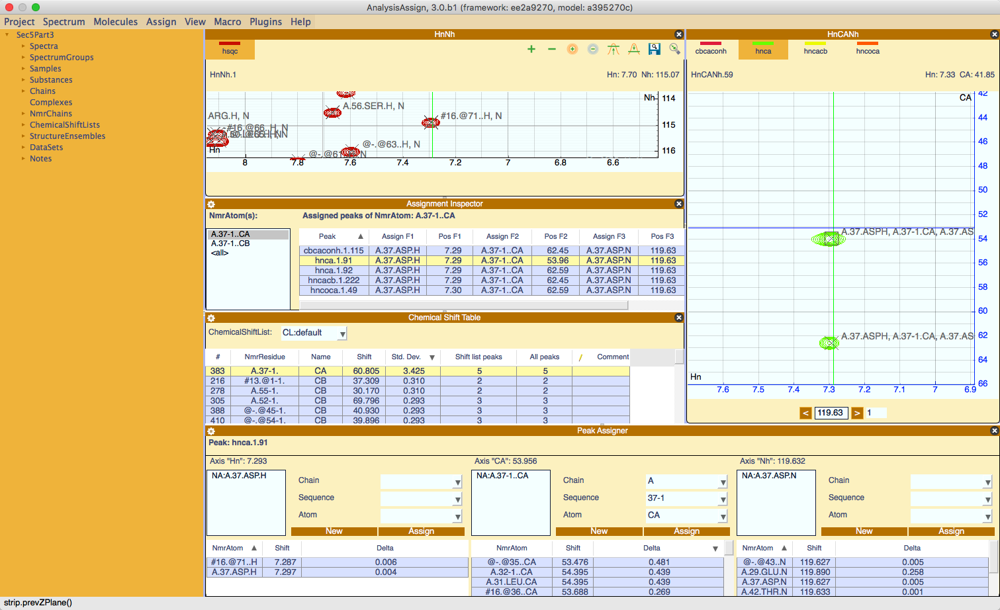 AnalysisAssign, 3.0.b1 (framework: ee2a9270, model: a395270c)
Project Spectrum Molecules Assign View Macro Plugins Help
Sec5Part3
Spectra
SpectrumGroups
Samples
Substances
Chains
Complexes
NmrChains
ChemicalShiftLists
StructureEnsembles
DataSets
Notes
HnNh
hsqc
HnNh.1
Hn: 7.70 Nh: 115.07
Nh
114
A.56.SER.H, N
ARG.H, N
#16.@71..H, N
115
#16.@66..H, N
@-.@63..H, N
Hn
116
8 7.8 7.6 7.4 7.2 7 6.8 6.6
HnCANh
cbcaconh hnca hncacb hncoca
HnCANh.59
Hn: 7.33 CA: 41.85
CA
42
44
46
48
50
52
A.37.ASPH, A.37-1.CA, A.37.AS
54
56
58
60
A.37.ASPH, A.37-1.CA, A.37.AS
62
64
Hn
66
7.6 7.5 7.4 7.3 7.2 7.1 7 6.9
< 119.63 > 1
Assignment Inspector
NmrAtom(s):
A.37-1..CA
A.37-1..CB
<all>
Assigned peaks of NmrAtom: A.37-1..CA
Peak Assign F1 Pos F1 Assign F2 Pos F2 Assign F3 Pos F3
cbcaconh.1.115 A.37.ASP.H 7.29 A.37-1..CA 62.45 A.37.ASP.N 119.63
hnca.1.91 A.37.ASP.H 7.29 A.37-1..CA 53.96 A.37.ASP.N 119.63
hnca.1.92 A.37.ASP.H 7.29 A.37-1..CA 62.59 A.37.ASP.N 119.63
hncacb.1.222 A.37.ASP.H 7.29 A.37-1..CA 62.45 A.37.ASP.N 119.63
hncoca.1.49 A.37.ASP.H 7.30 A.37-1..CA 62.59 A.37.ASP.N 119.63
Chemical Shift Table
ChemicalShiftList: CL:default
# NmrResidue Name Shift Std. Dev. Shift list peaks All peaks Comment
383 A.37-1. CA 60.805 3.425 5 5
216 #13.@1-1. CB 37.309 0.310 2 2
278 A.55-1. CB 30.170 0.310 2 2
305 A.52-1. CB 69.796 0.293 3 3
388 @-.@45-1. CB 40.930 0.293 3 3
410 @-.@54-1. CB 39.896 0.293 3 3
Peak Assigner
Peak: hnca.1.91
Axis "Hn": 7.293
NA:A.37.ASP.H
Chain
Sequence
Atom
New Assign
NmrAtom Shift Delta
#16.@71..H 7.287 0.006
A.37.ASP.H 7.297 0.004
Axis "CA": 53.956
NA:A.37-1..CA
Chain A
Sequence 37-1
Atom CA
New Assign
NmrAtom Shift Delta
@-.@35..CA 53.476 0.481
A.32-1..CA 54.395 0.439
A.31.LEU.CA 54.395 0.439
#16.@36..CA 53.688 0.269
Axis "Nh": 119.632
NA:A.37.ASP.N
Chain
Sequence
Atom
New Assign
NmrAtom Shift Delta
@-.@43..N 119.627 0.005
A.29.GLU.N 119.890 0.258
A.37.ASP.N 119.627 0.005
A.42.THR.N 119.633 0.001
strip.prevZPlane()